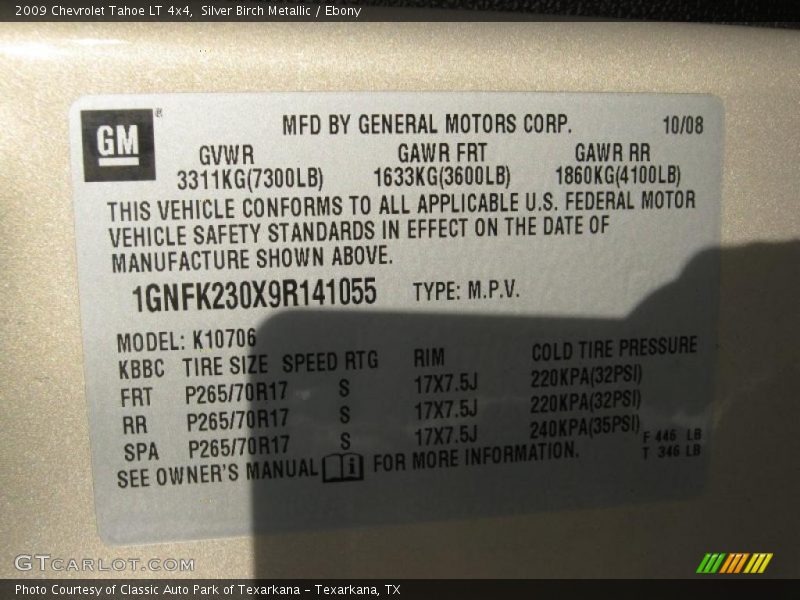 2009 Chevrolet Tahoe LT 4x4, Silver Birch Metallic / Ebony
GM®
MFD BY GENERAL MOTORS CORP. 10/08
GVWR GAWR FRT GAWR RR
3311KG(7300LB) 1633KG(3600LB) 1860KG(4100LB)
THIS VEHICLE CONFORMS TO ALL APPLICABLE U.S. FEDERAL MOTOR
VEHICLE SAFETY STANDARDS IN EFFECT ON THE DATE OF
MANUFACTURE SHOWN ABOVE.
1GNFK230X9R141055 TYPE: M.P.V.
MODEL: K10706
KBBC TIRE SIZE SPEED RTG RIM COLD TIRE PRESSURE
FRT P265/70R17 S 17X7.5J 220KPA(32PSI)
RR P265/70R17 S 17X7.5J 220KPA(32PSI)
SPA P265/70R17 S 17X7.5J 240KPA(35PSI) F 446 LB
T 346 LB
SEE OWNER'S MANUAL i FOR MORE INFORMATION.
GTCARLOT.COM
Photo Courtesy of Classic Auto Park of Texarkana – Texarkana, TX